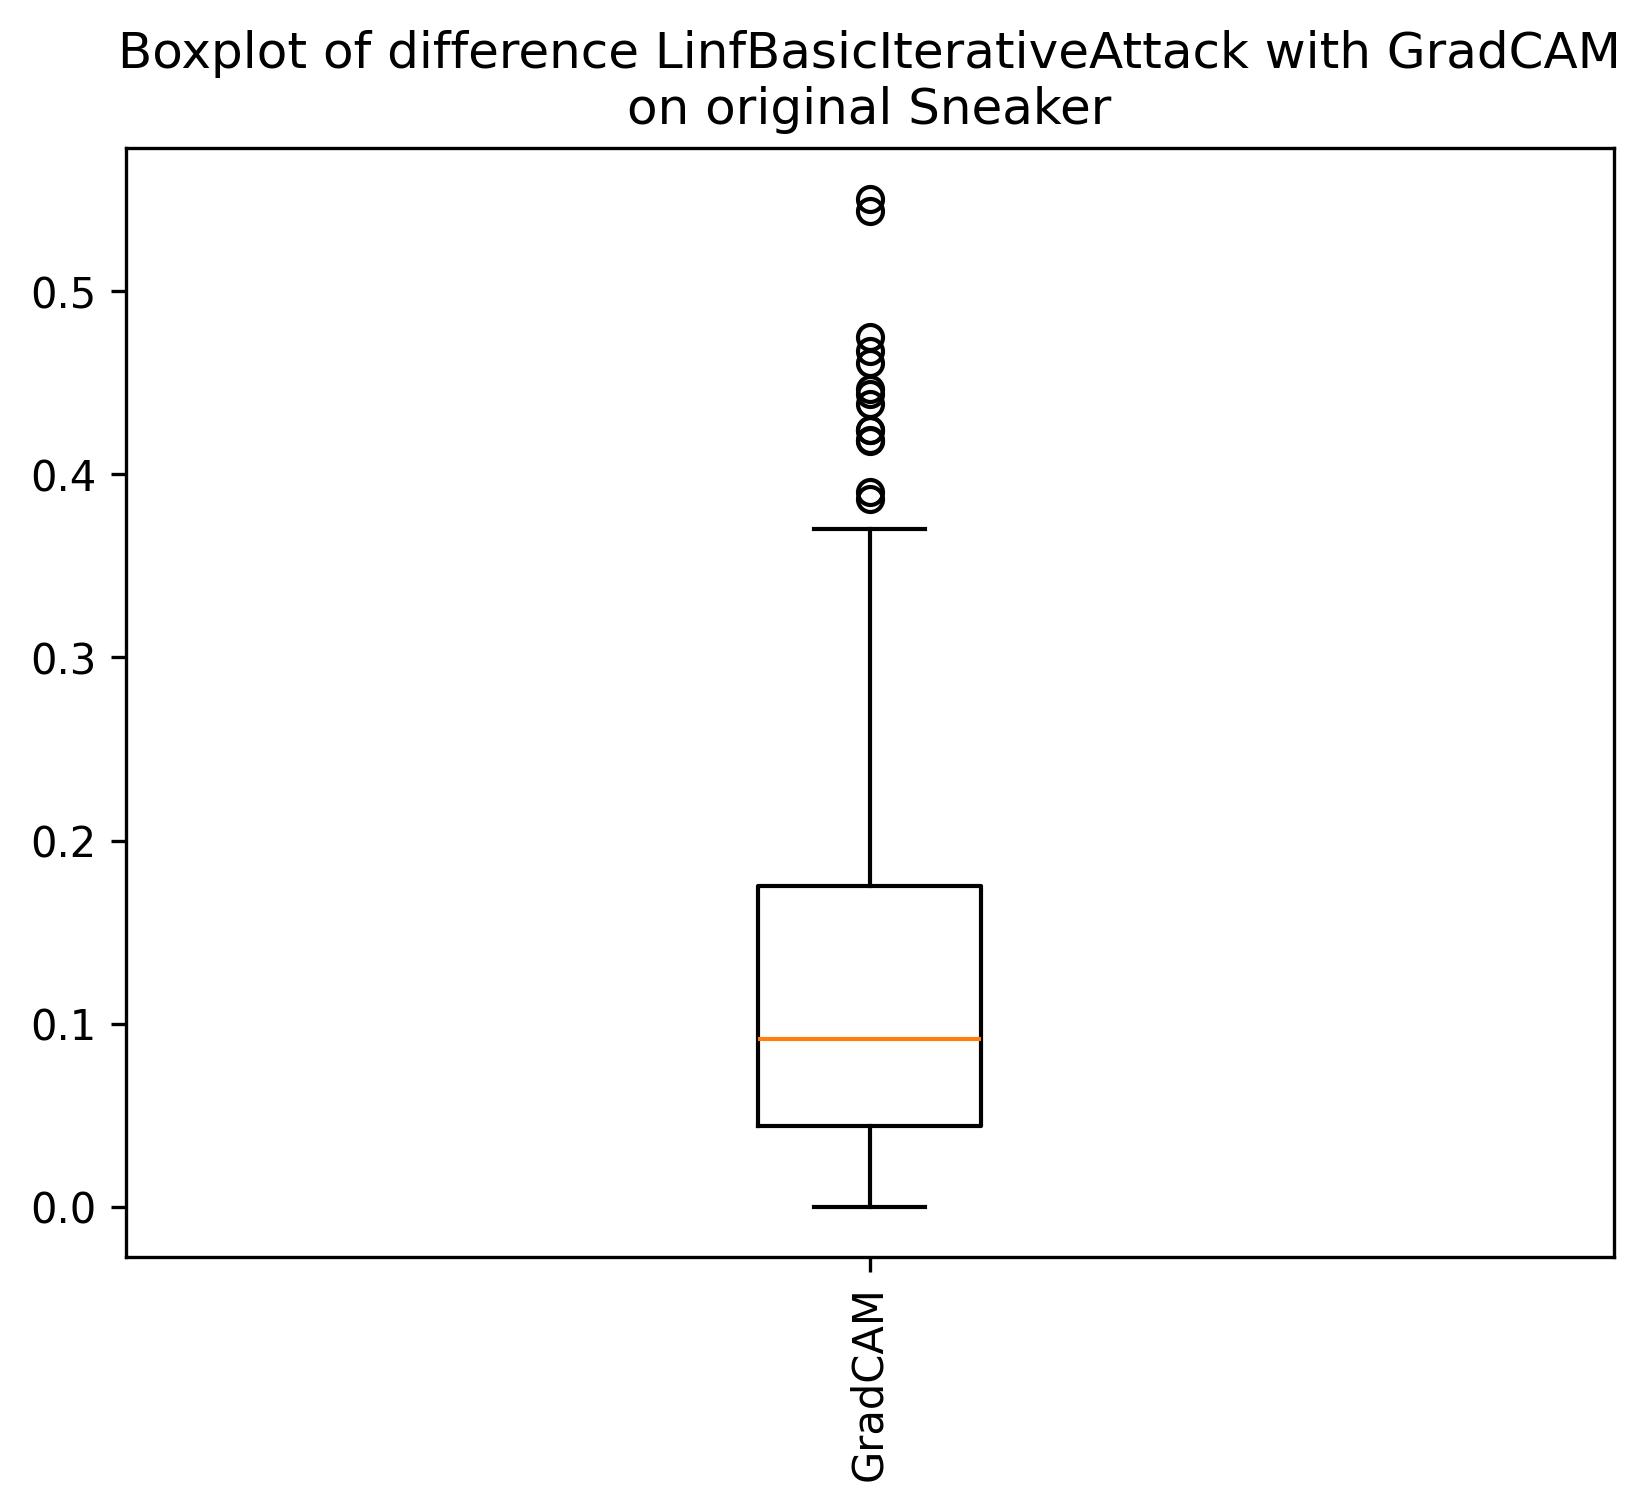 Boxplot of difference LinfBasicIterativeAttack with GradCAM
on original Sneaker
0.5
0.4
0.3
0.2
0.1
0.0
GradCAM